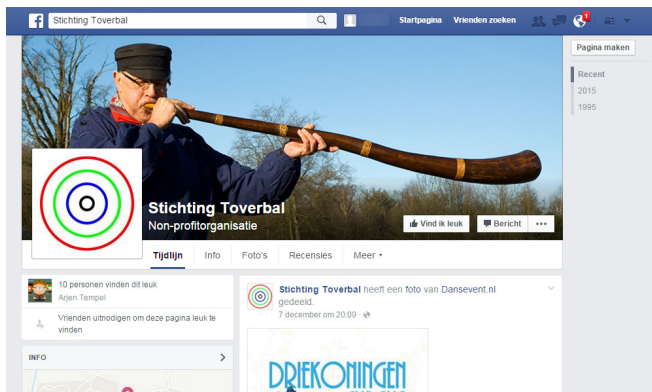 Stichting Toverbal
Startpagina
Vrienden zoeken
1
Pagina maken
Recent
2015
1995
Stichting Toverbal
Non-profitorganisatie
Vind ik leuk
Bericht
Tijdlijn
Info
Foto's
Recensies
Meer
10 personen vinden dit leuk
Arjen Tempel
Vrienden uitnodigen om deze pagina leuk te
vinden
INFO
Stichting Toverbal heeft een foto van Dansevent.nl
gedeeld.
7 december om 20:09 ·
DRIEKONINGEN